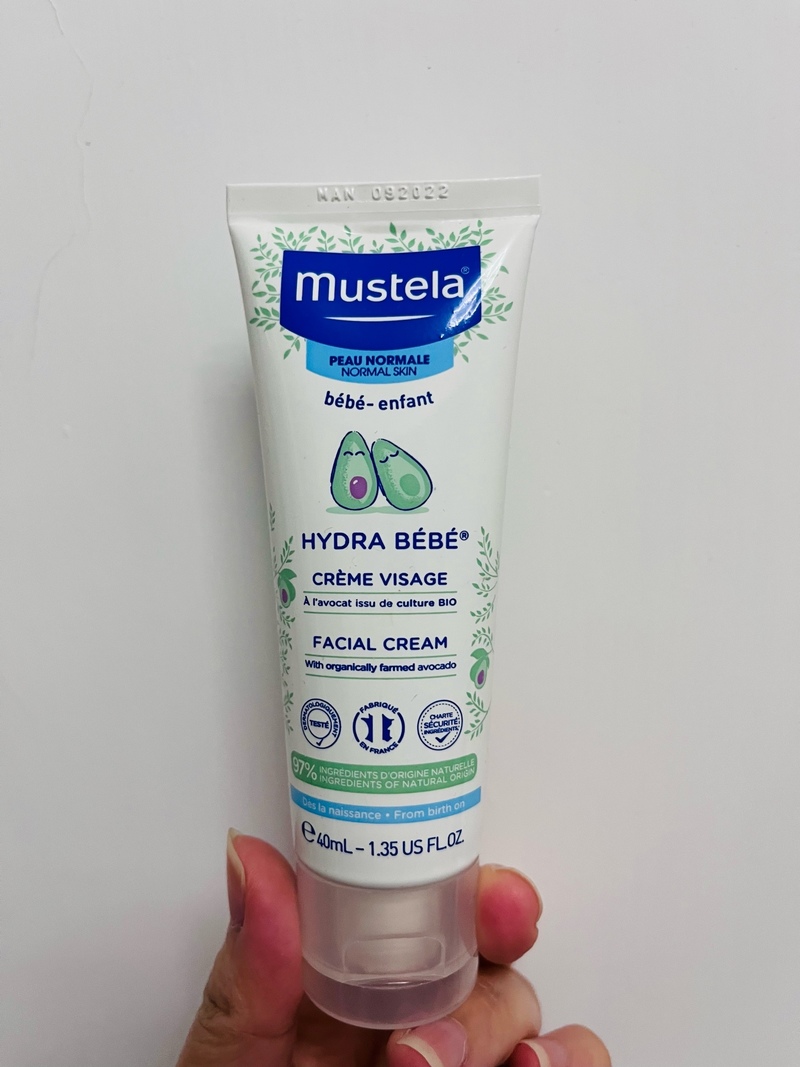 MAN 092022
mustela®
PEAU NORMALE
NORMAL SKIN
bébé-enfant
HYDRA BÉBÉ®
CRÈME VISAGE
À l'avocat issu de culture BIO
FACIAL CREAM
With organically farmed avocado
DERMATOLOGIQUEMENT
TESTÉ
FABRIQUÉ
EN FRANCE
CHARTE
SÉCURITÉ
INGRÉDIENTS
97% INGRÉDIENTS D'ORIGINE NATURELLE
INGREDIENTS OF NATURAL ORIGIN
Dès la naissance • From birth on
e 40mL – 1.35 US FL.OZ.